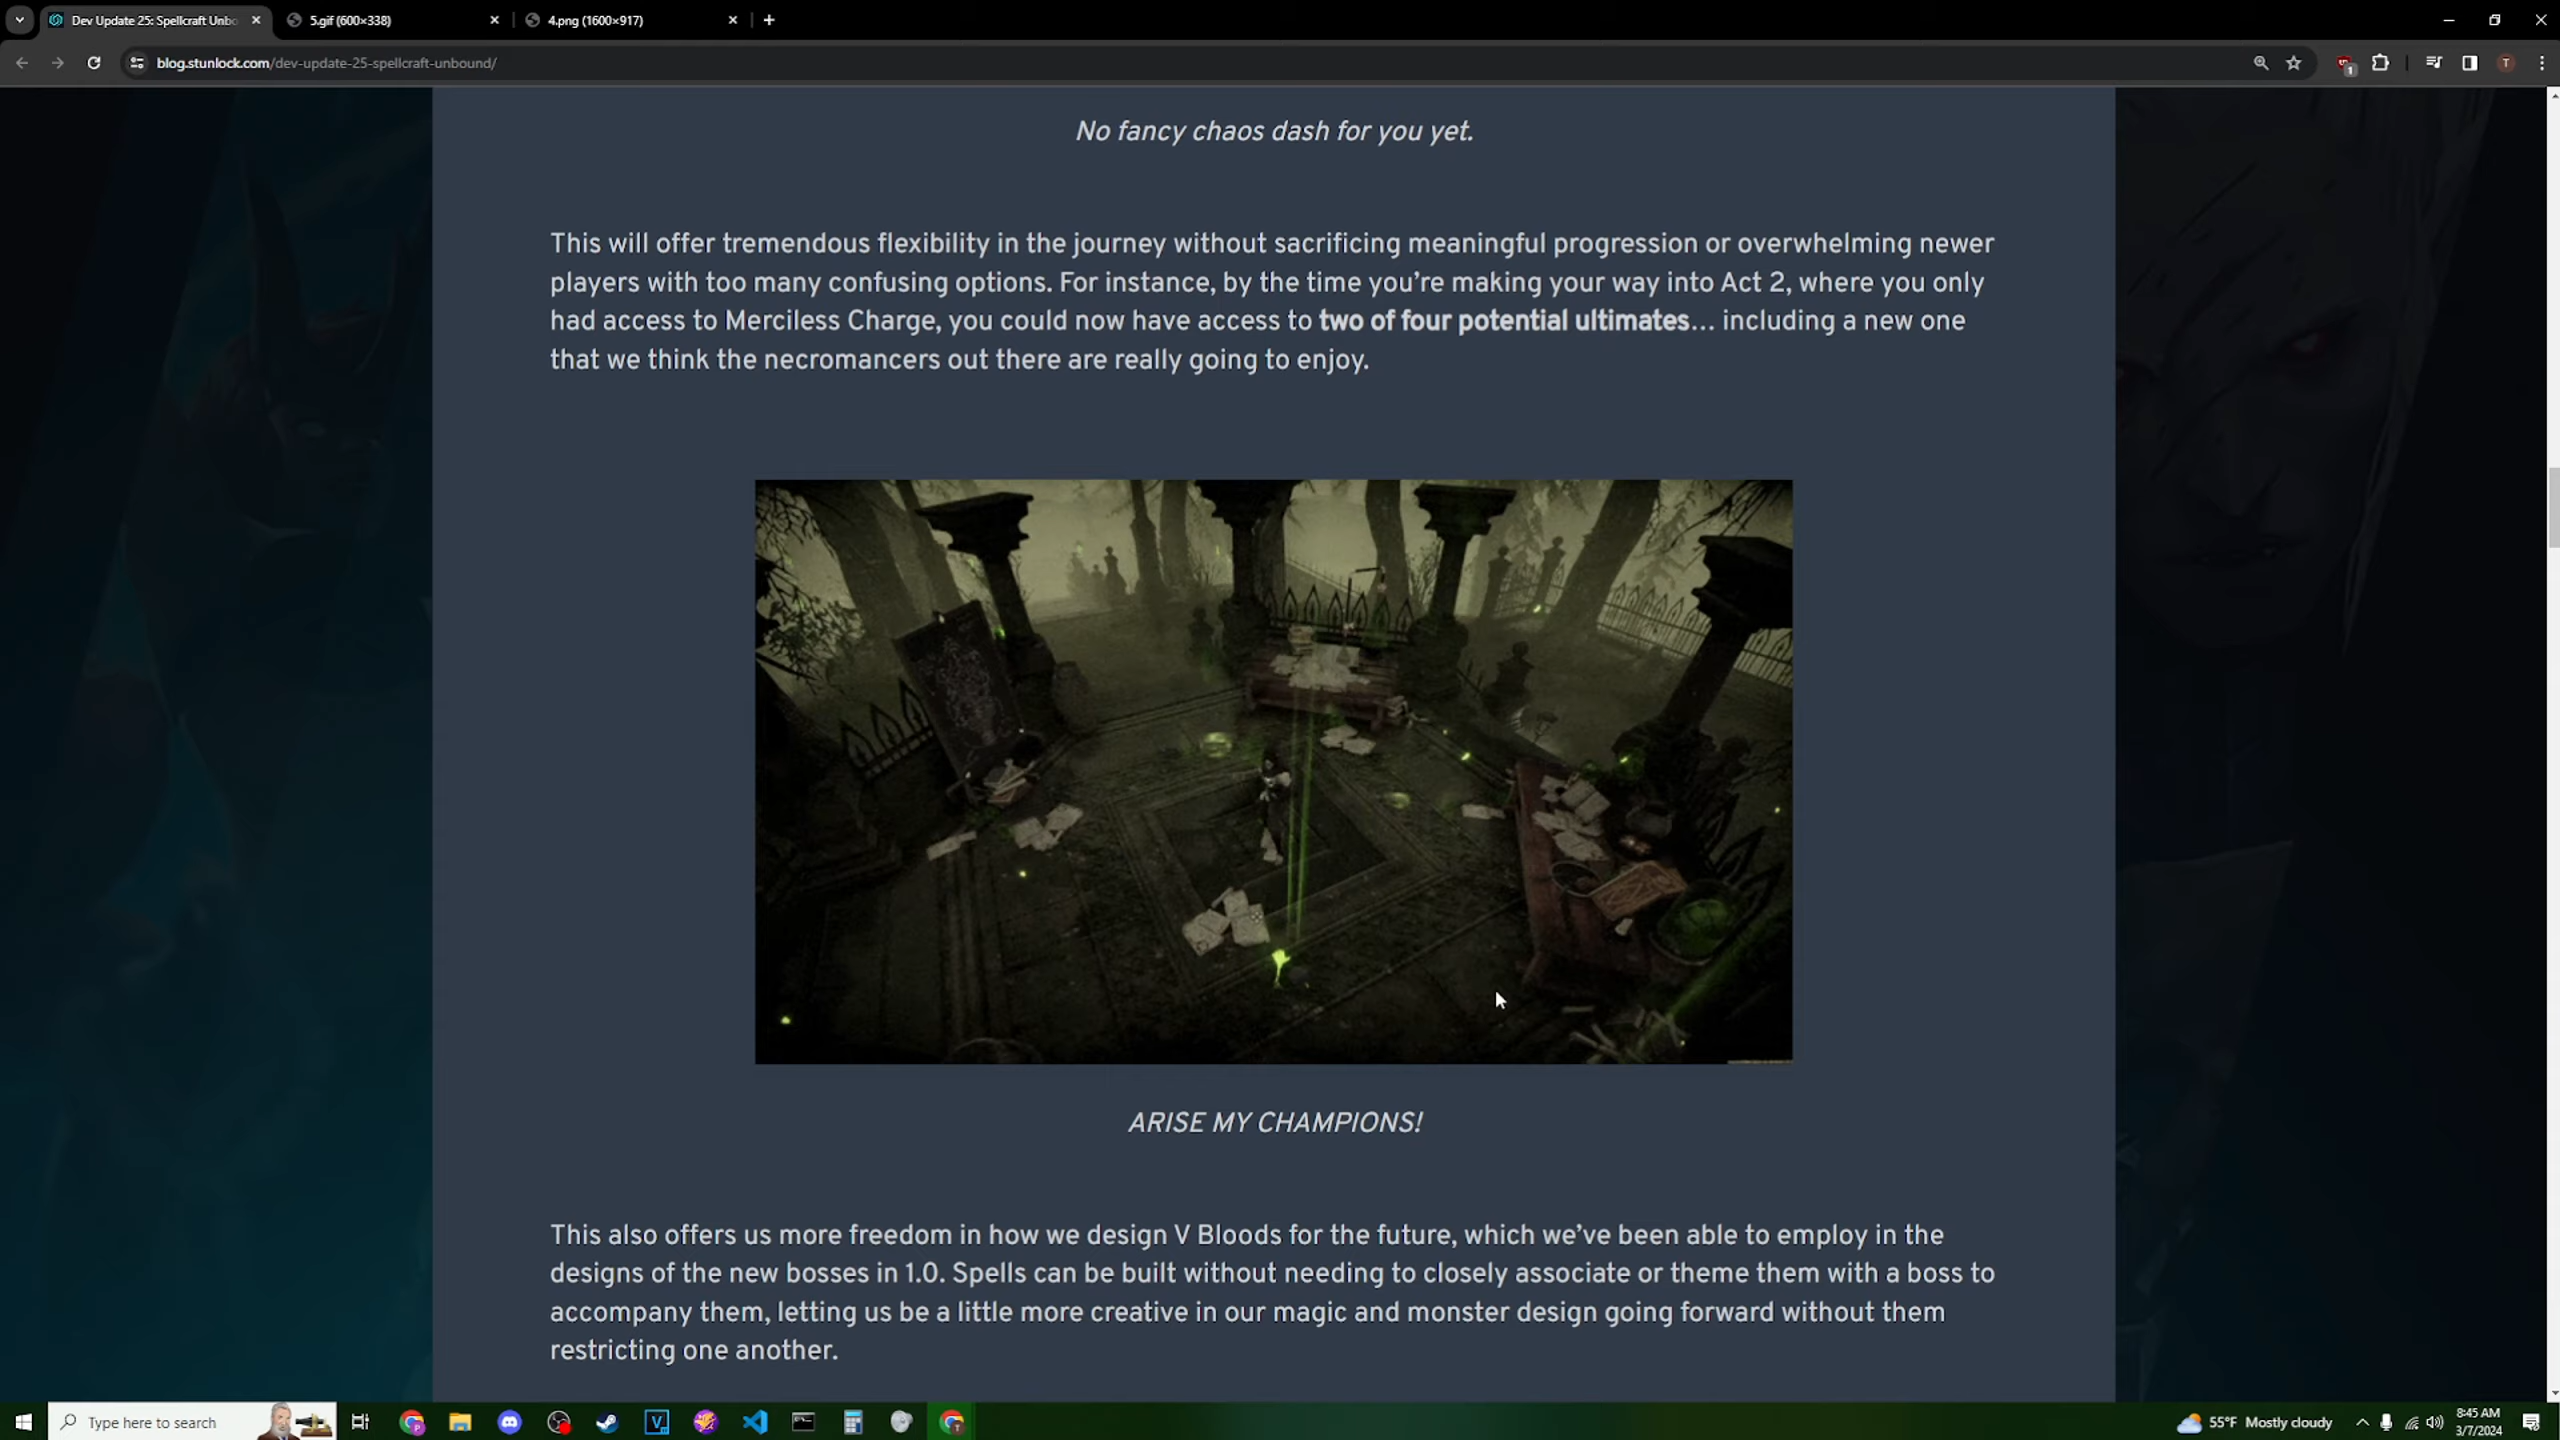 Dev Update 25: Spellcraft Unbo
5.gif (600×338)
4.png (1600×917)
blog.stunlock.com/dev-update-25-spellcraft-unbound/
1
T
No fancy chaos dash for you yet.
This will offer tremendous flexibility in the journey without sacrificing meaningful progression or overwhelming newer
players with too many confusing options. For instance, by the time you’re making your way into Act 2, where you only
had access to Merciless Charge, you could now have access to two of four potential ultimates… including a new one
that we think the necromancers out there are really going to enjoy.
ARISE MY CHAMPIONS!
This also offers us more freedom in how we design V Bloods for the future, which we’ve been able to employ in the
designs of the new bosses in 1.0. Spells can be built without needing to closely associate or theme them with a boss to
accompany them, letting us be a little more creative in our magic and monster design going forward without them
restricting one another.
Type here to search
55°F Mostly cloudy
8:45 AM
3/7/2024